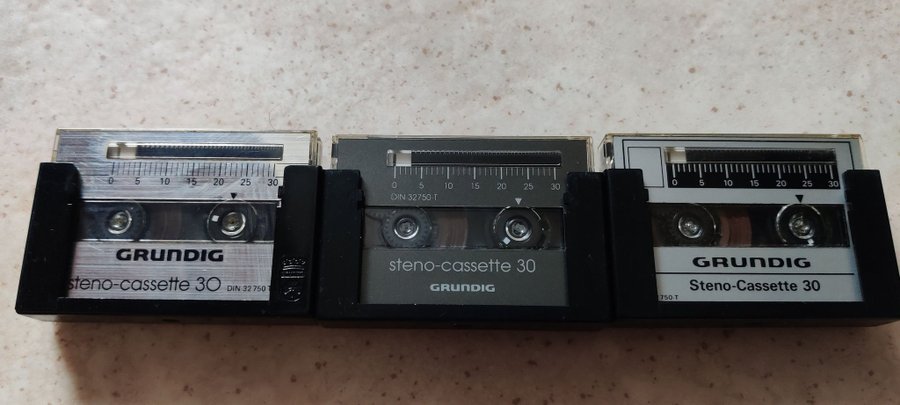 0 5 10 15 20 25 30
GRUNDIG
steno-cassette 30 DIN 32750 T
0 5 10 15 20 25 30
DIN 32750-T
steno-cassette 30
GRUNDIG
0 5 10 15 20 25 30
GRUNDIG
Steno-Cassette 30
750-T